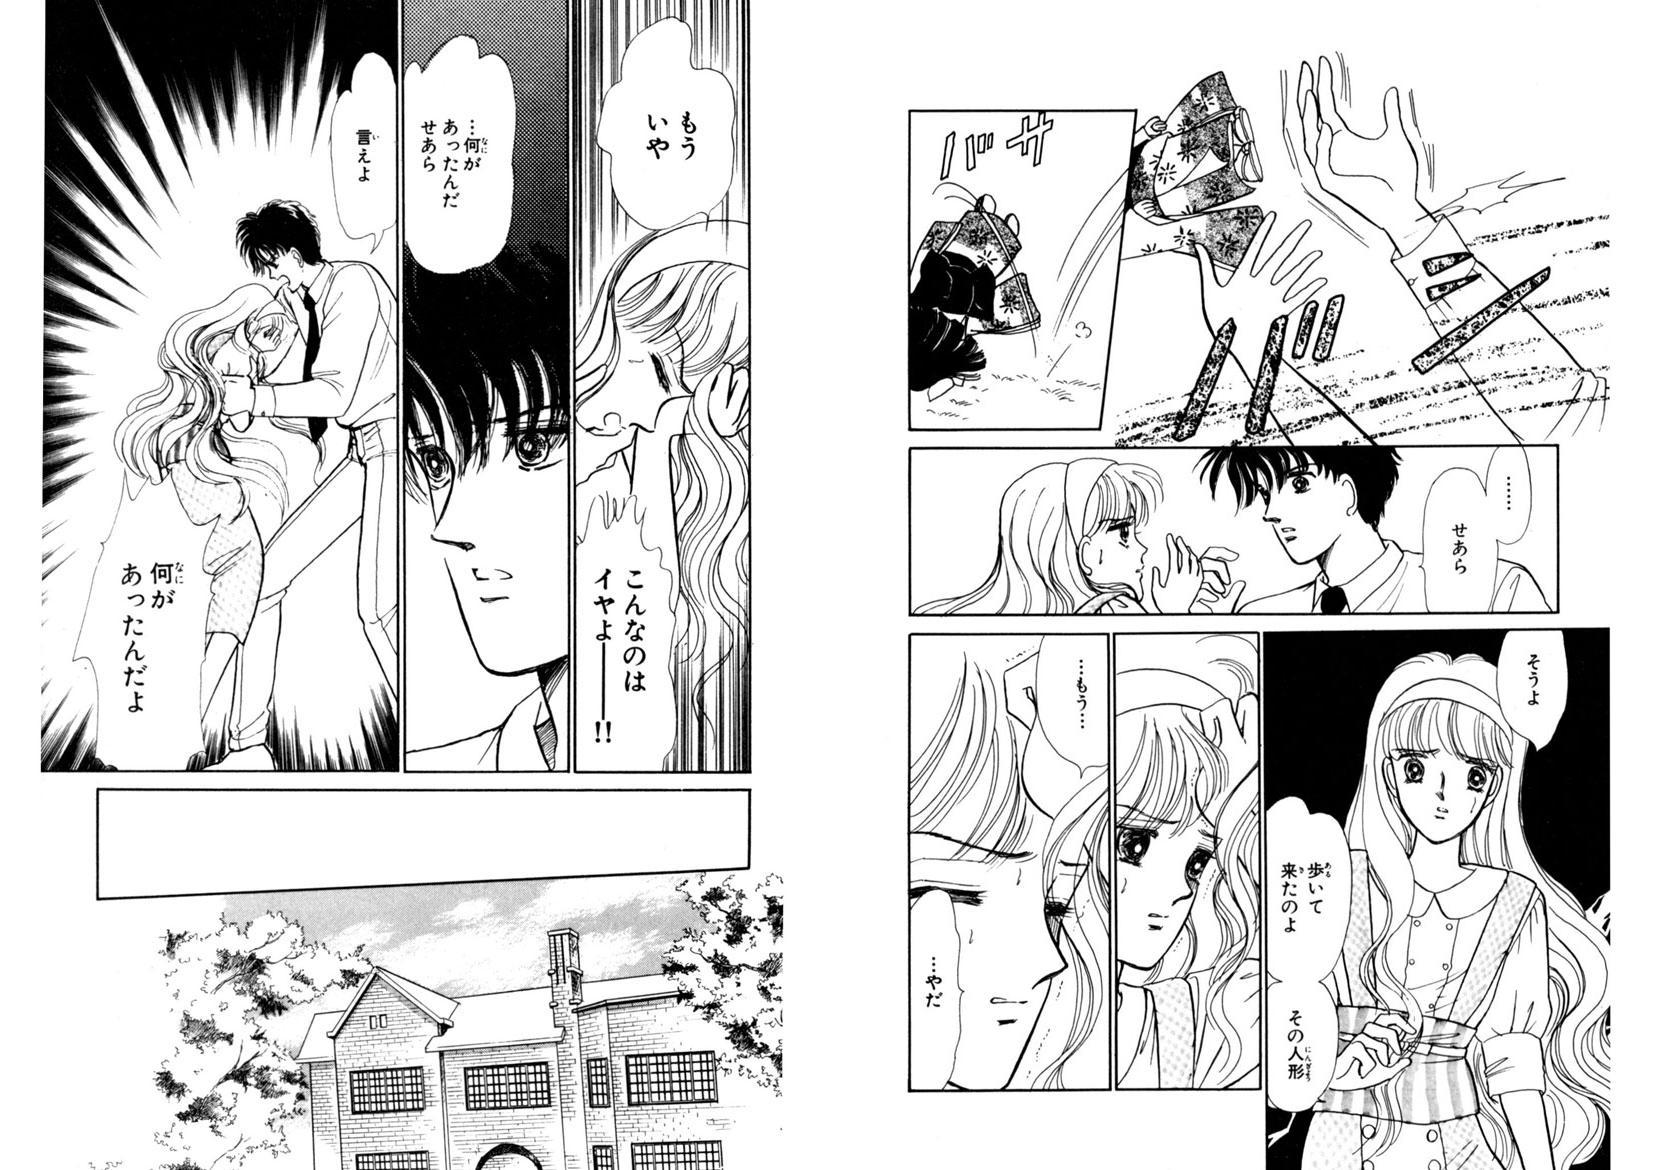 バシッ
バサ
……
せあら
そうよ
歩いて
来たのよ
その人形
…もう…
…やだ
もう
いや
こんなのは
イヤよ――!!
…何が
あったんだ
せあら
言えよ
何が
あったんだよ